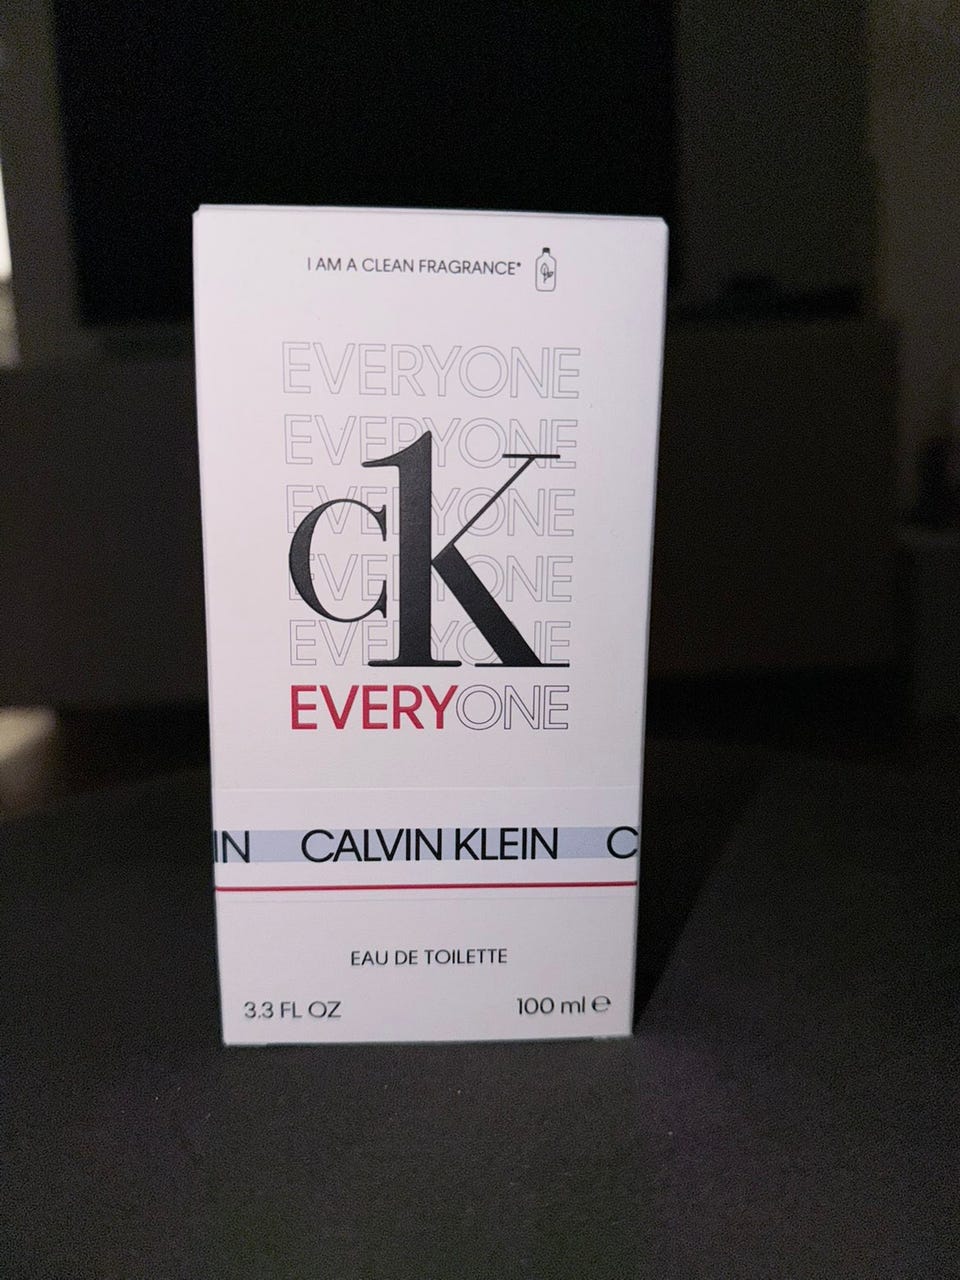 I AM A CLEAN FRAGRANCE*
EVERYONE
EVERYONE
EVERYONE
EVERYONE
EVERYONE
cK
EVERYONE
IN CALVIN KLEIN C
EAU DE TOILETTE
3.3 FL OZ 100 ml ℮